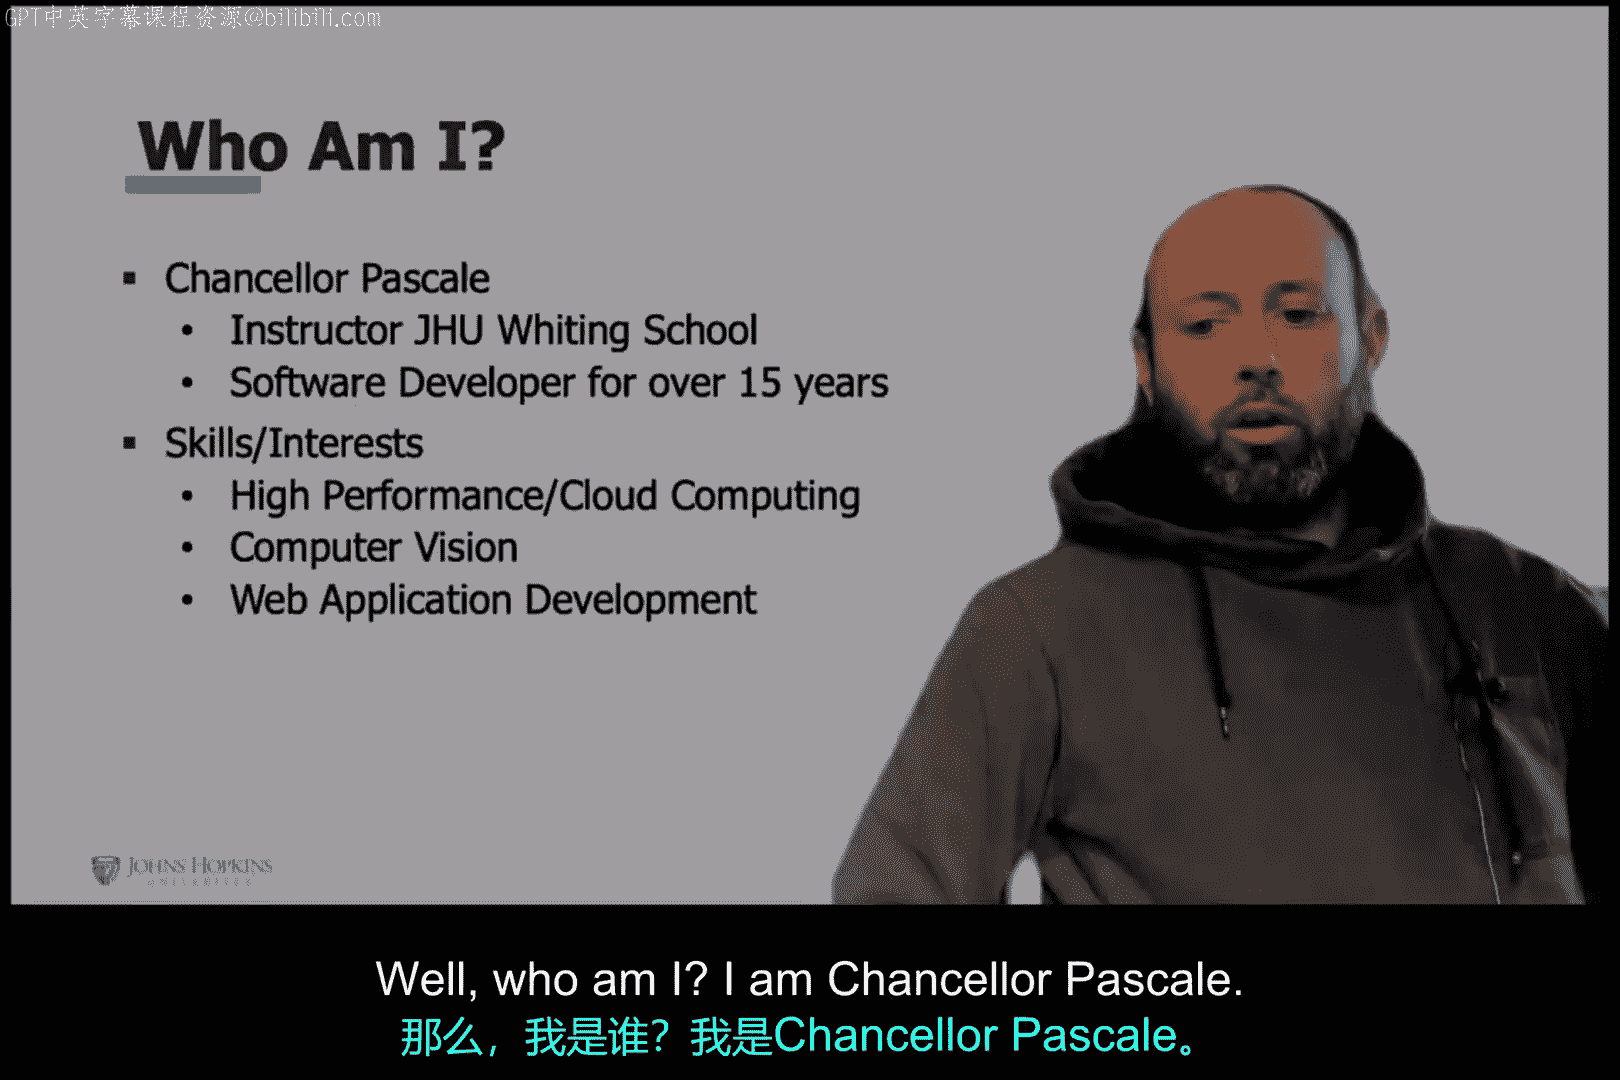 GPT中英字幕课程资源@bilibili.com
Who Am I?
▪ Chancellor Pascale
• Instructor JHU Whiting School
• Software Developer for over 15 years
▪ Skills/Interests
• High Performance/Cloud Computing
• Computer Vision
• Web Application Development
JOHNS HOPKINS
UNIVERSITY
Well, who am I? I am Chancellor Pascale.
那么，我是谁？我是Chancellor Pascale。